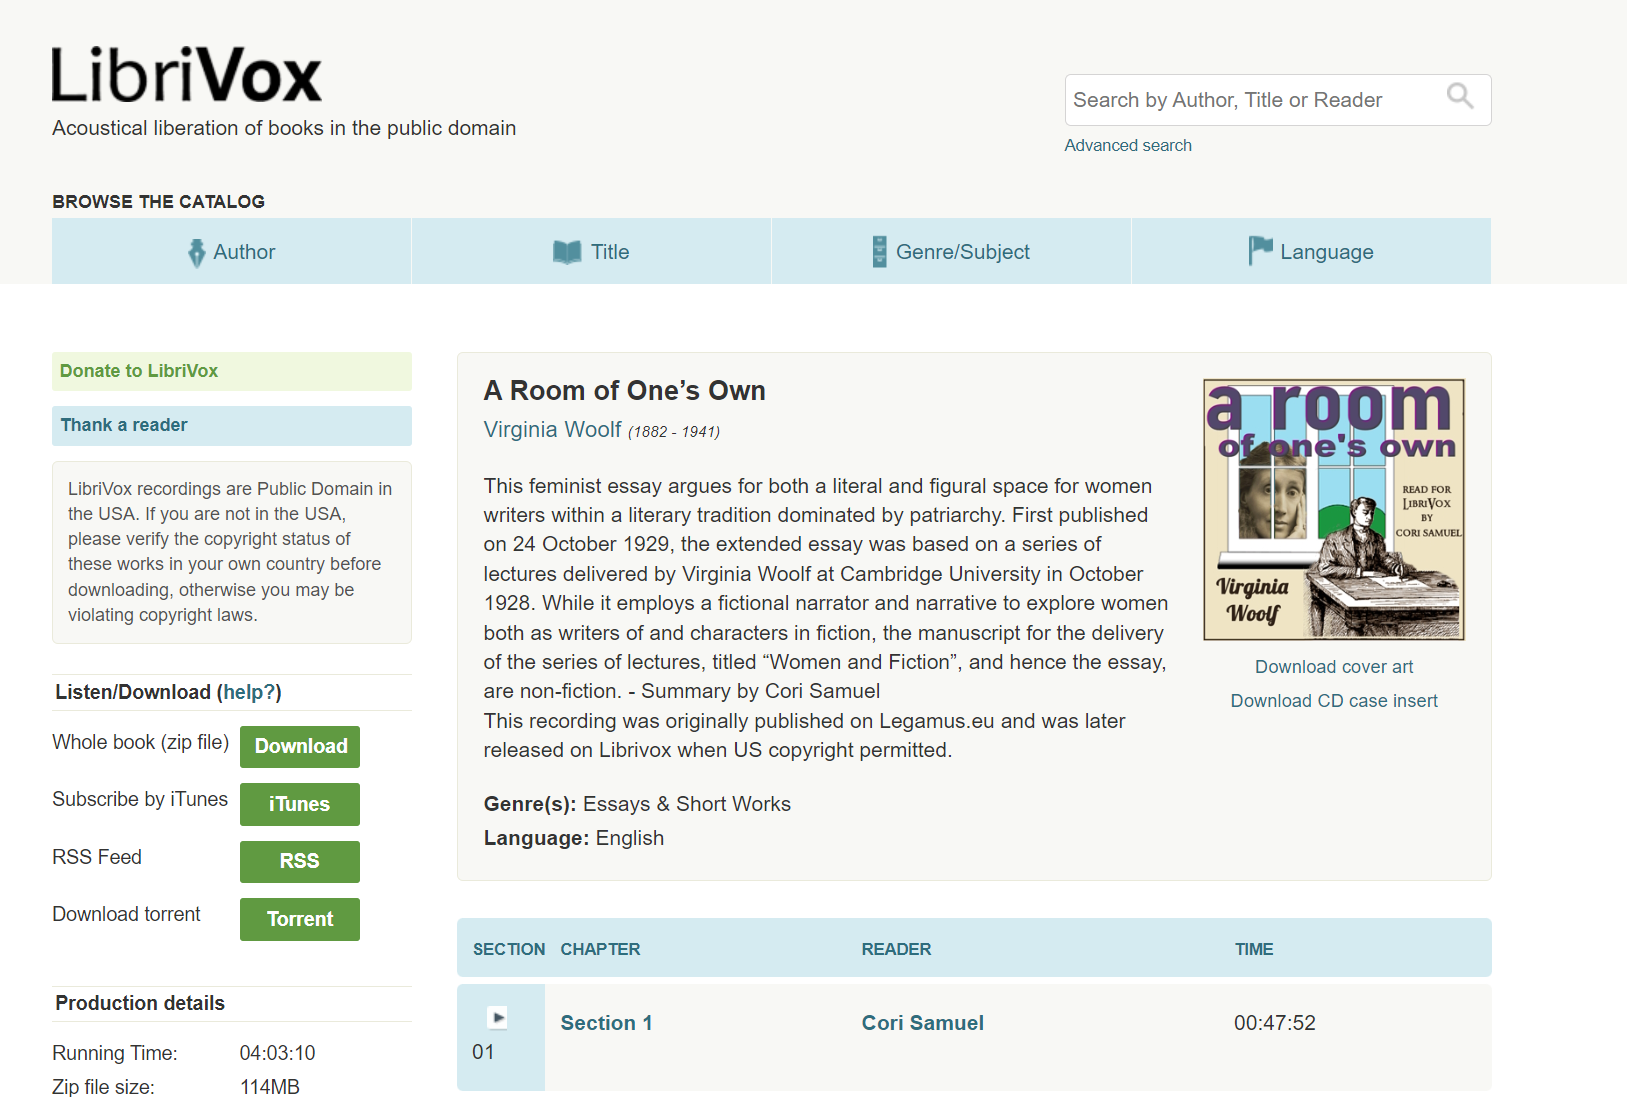 LibriVox
Acoustical liberation of books in the public domain
Search by Author, Title or Reader
Advanced search
BROWSE THE CATALOG
Author
Title
Genre/Subject
Language
Donate to LibriVox
Thank a reader
LibriVox recordings are Public Domain in
the USA. If you are not in the USA,
please verify the copyright status of
these works in your own country before
downloading, otherwise you may be
violating copyright laws.
Listen/Download (help?)
Whole book (zip file) Download
Subscribe by iTunes iTunes
RSS Feed RSS
Download torrent Torrent
Production details
Running Time: 04:03:10
Zip file size: 114MB
A Room of One’s Own
Virginia Woolf (1882 - 1941)
This feminist essay argues for both a literal and figural space for women
writers within a literary tradition dominated by patriarchy. First published
on 24 October 1929, the extended essay was based on a series of
lectures delivered by Virginia Woolf at Cambridge University in October
1928. While it employs a fictional narrator and narrative to explore women
both as writers of and characters in fiction, the manuscript for the delivery
of the series of lectures, titled “Women and Fiction”, and hence the essay,
are non-fiction. - Summary by Cori Samuel
This recording was originally published on Legamus.eu and was later
released on Librivox when US copyright permitted.
Genre(s): Essays & Short Works
Language: English
a room
of one's own
READ FOR
LIBRIVOX
BY
CORI SAMUEL
Virginia
Woolf
Download cover art
Download CD case insert
SECTION CHAPTER READER TIME
01 Section 1 Cori Samuel 00:47:52